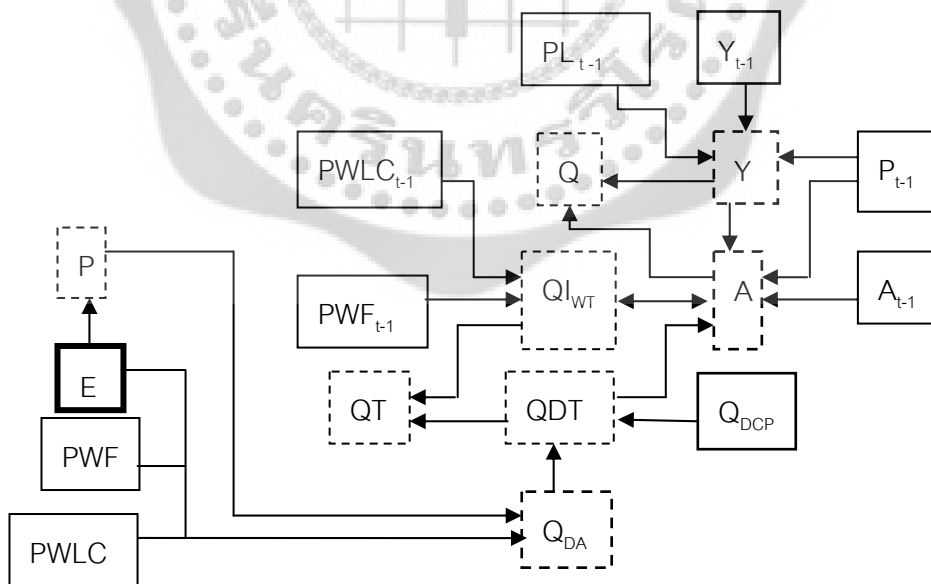 PL t-1
Y t-1
PWLC t-1
Q
Y
P t-1
P
QI WT
A
A t-1
PWF t-1
E
QT
QDT
Q DCP
PWF
PWLC
Q DA